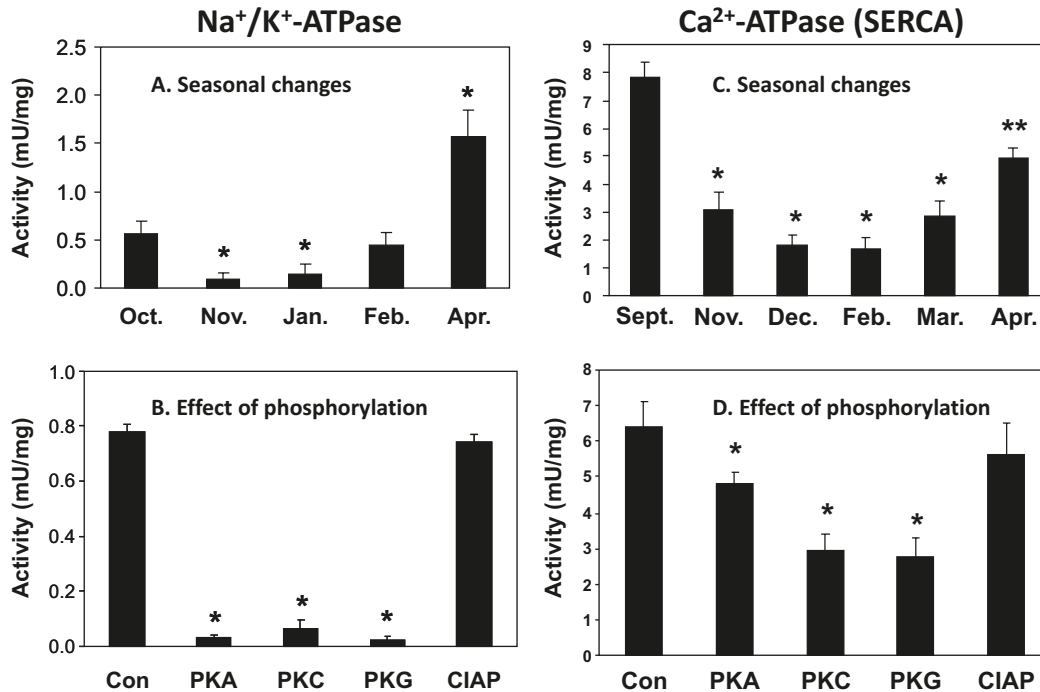 Na⁺/K⁺-ATPase
Ca²⁺-ATPase (SERCA)
A. Seasonal changes
Activity (mU/mg)
2.5
2.0
1.5
1.0
0.5
0.0
* * *
Oct. Nov. Jan. Feb. Apr.
C. Seasonal changes
Activity (mU/mg)
9
8
7
6
5
4
3
2
1
0
* * * * **
Sept. Nov. Dec. Feb. Mar. Apr.
B. Effect of phosphorylation
Activity (mU/mg)
1.0
0.8
0.6
0.4
0.2
0.0
* * *
Con PKA PKC PKG CIAP
D. Effect of phosphorylation
Activity (mU/mg)
8
7
6
5
4
3
2
1
0
* * *
Con PKA PKC PKG CIAP